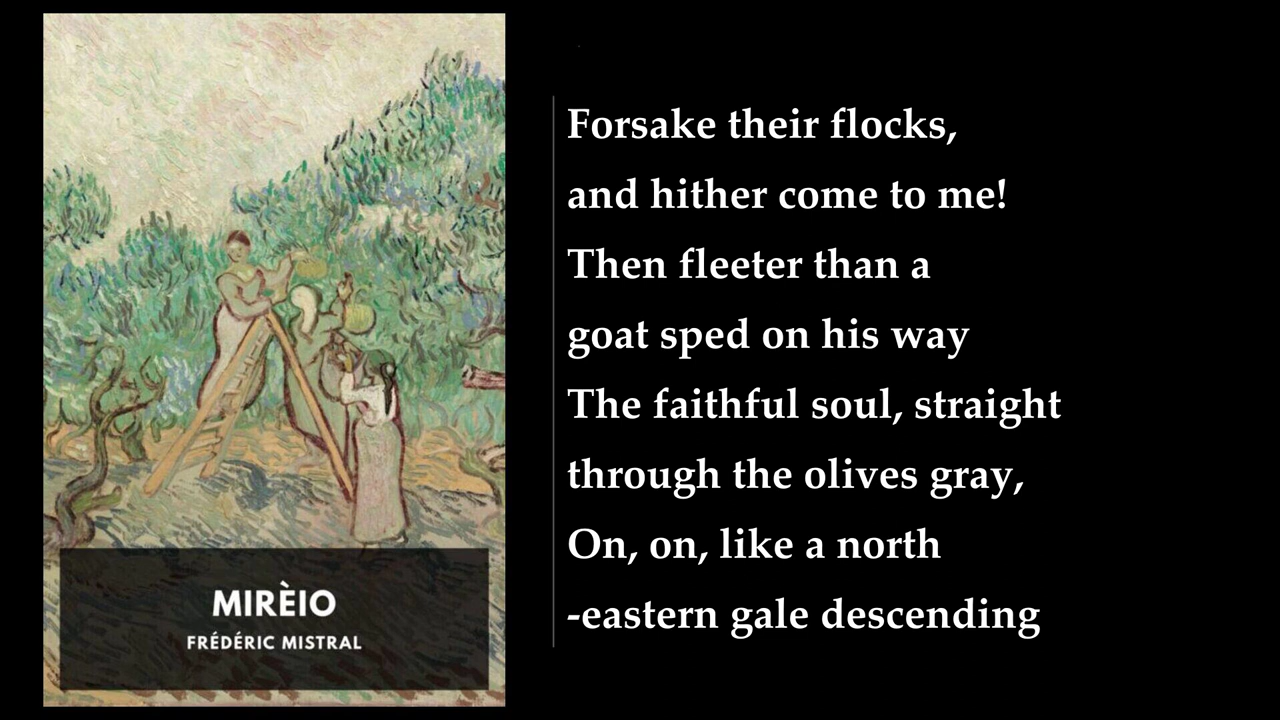 MIRÈIO
FRÉDÉRIC MISTRAL
Forsake their flocks,
and hither come to me!
Then fleeter than a
goat sped on his way
The faithful soul, straight
through the olives gray,
On, on, like a north
-eastern gale descending